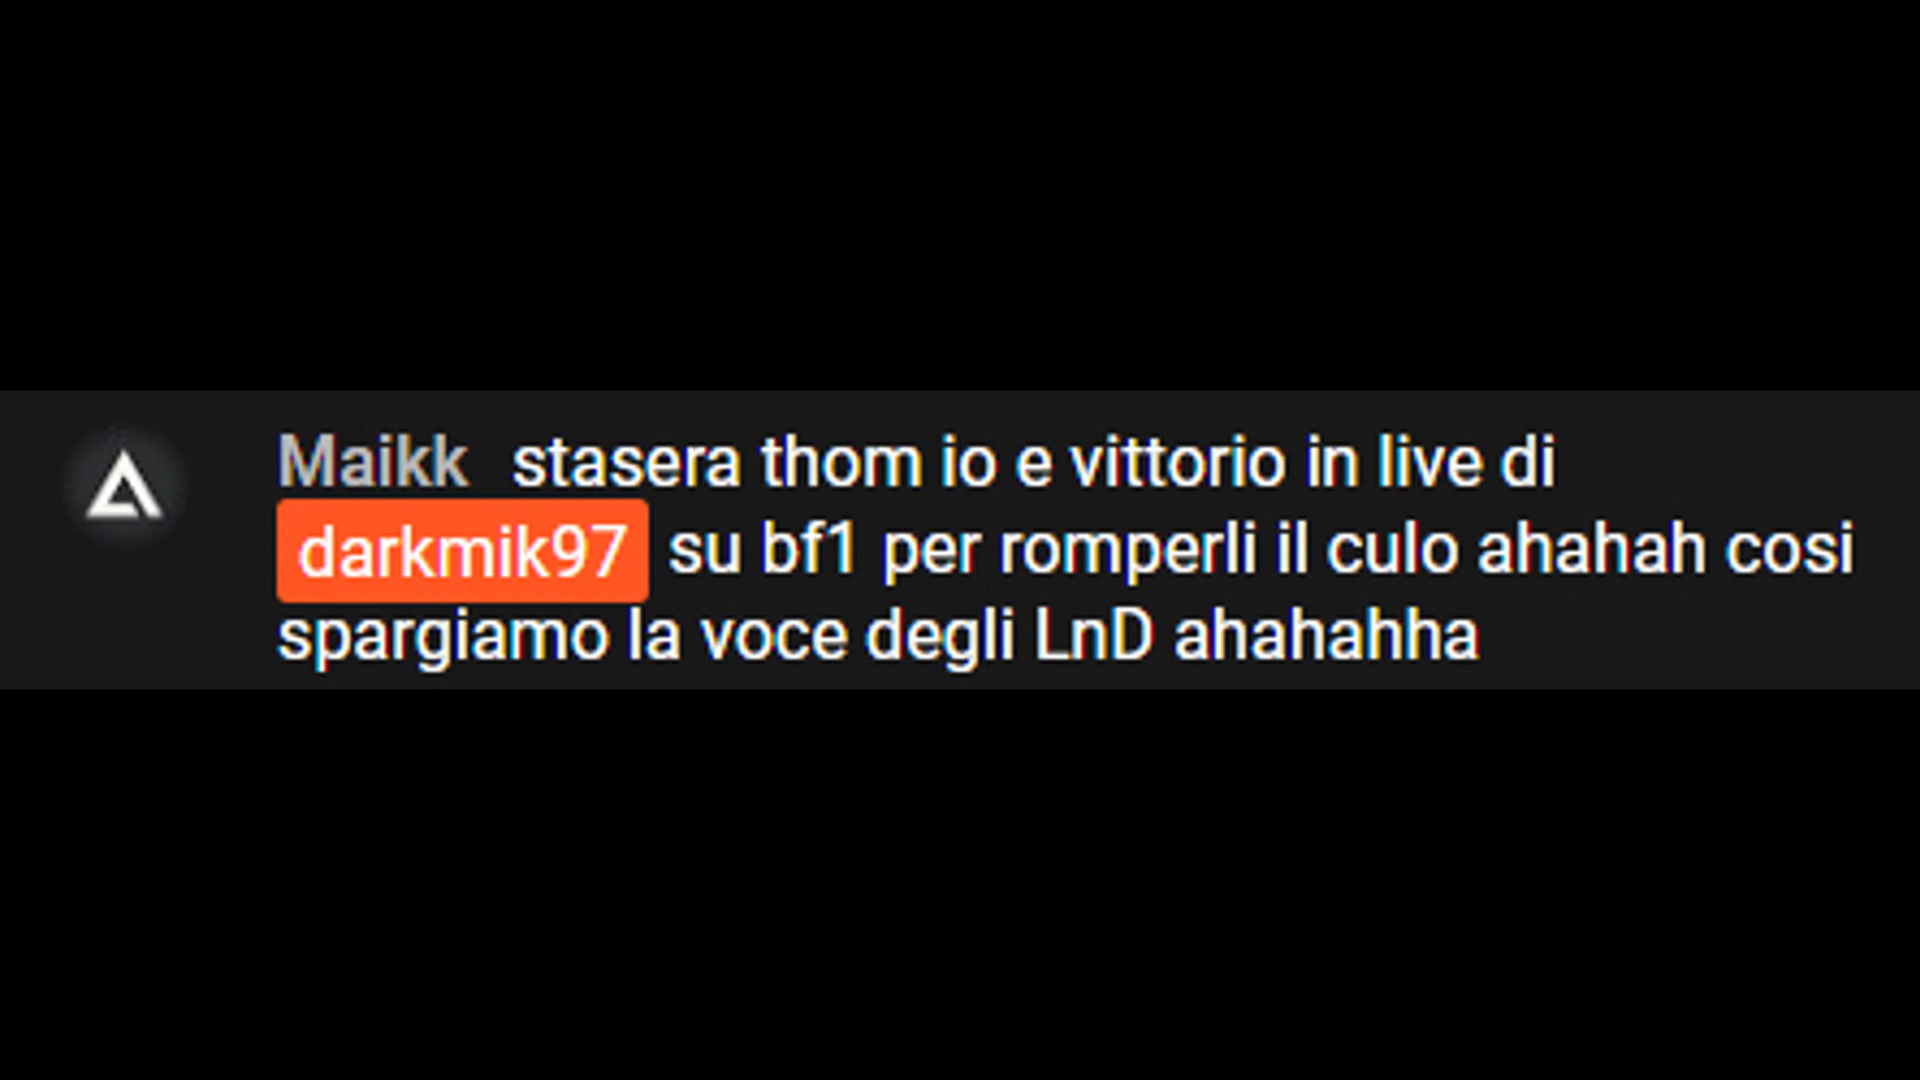 Maikk stasera thom io e vittorio in live di
darkmik97 su bf1 per romperli il culo ahahah cosi
spargiamo la voce degli LnD ahahahha